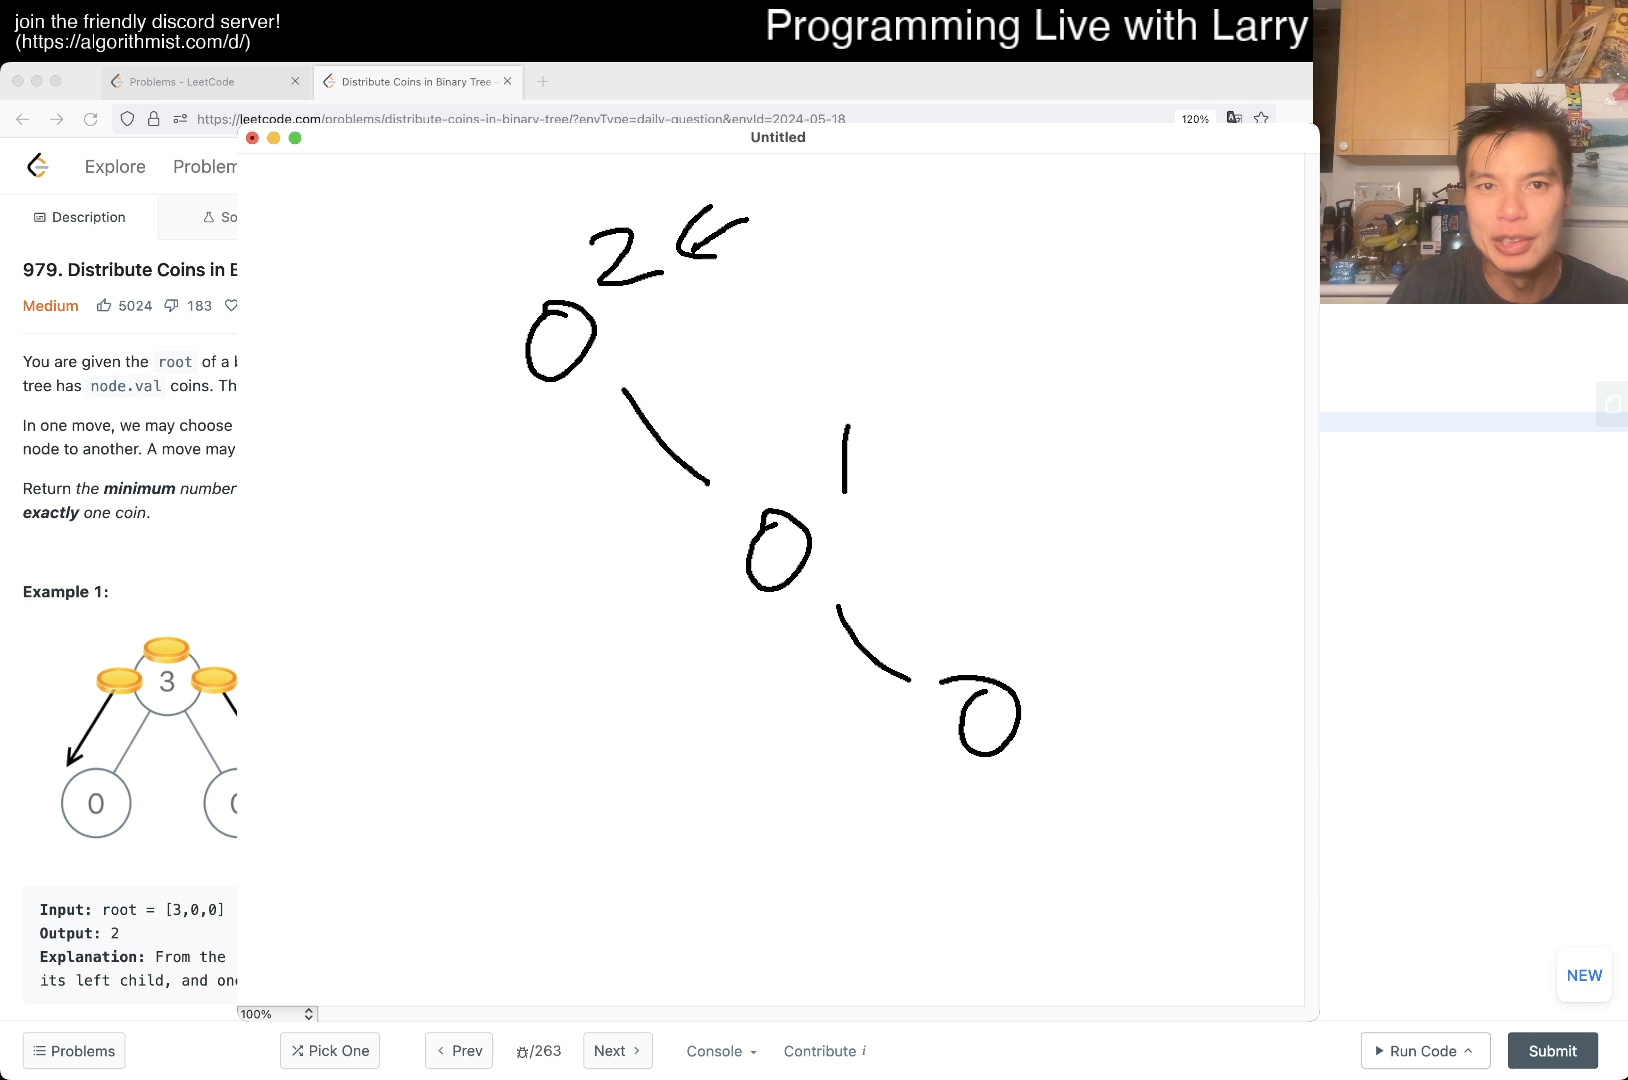 join the friendly discord server!
(https://algorithmist.com/d/)
Programming Live with Larry
Problems - LeetCode
Distribute Coins in Binary Tree -
https://leetcode.com/problems/distribute-coins-in-binary-tree/?envType=daily-question&envId=2024-05-18
120%
Untitled
Explore
Problem
Description
So
979. Distribute Coins in B
Medium
5024
183
You are given the root of a b
tree has node.val coins. Th
In one move, we may choose
node to another. A move may
Return the minimum number
exactly one coin.
Example 1:
3
0
Input: root = [3,0,0]
Output: 2
Explanation: From the
its left child, and one
2
0
1
0
0
100%
NEW
Problems
Pick One
Prev
/263
Next
Console
Contribute i
Run Code
Submit